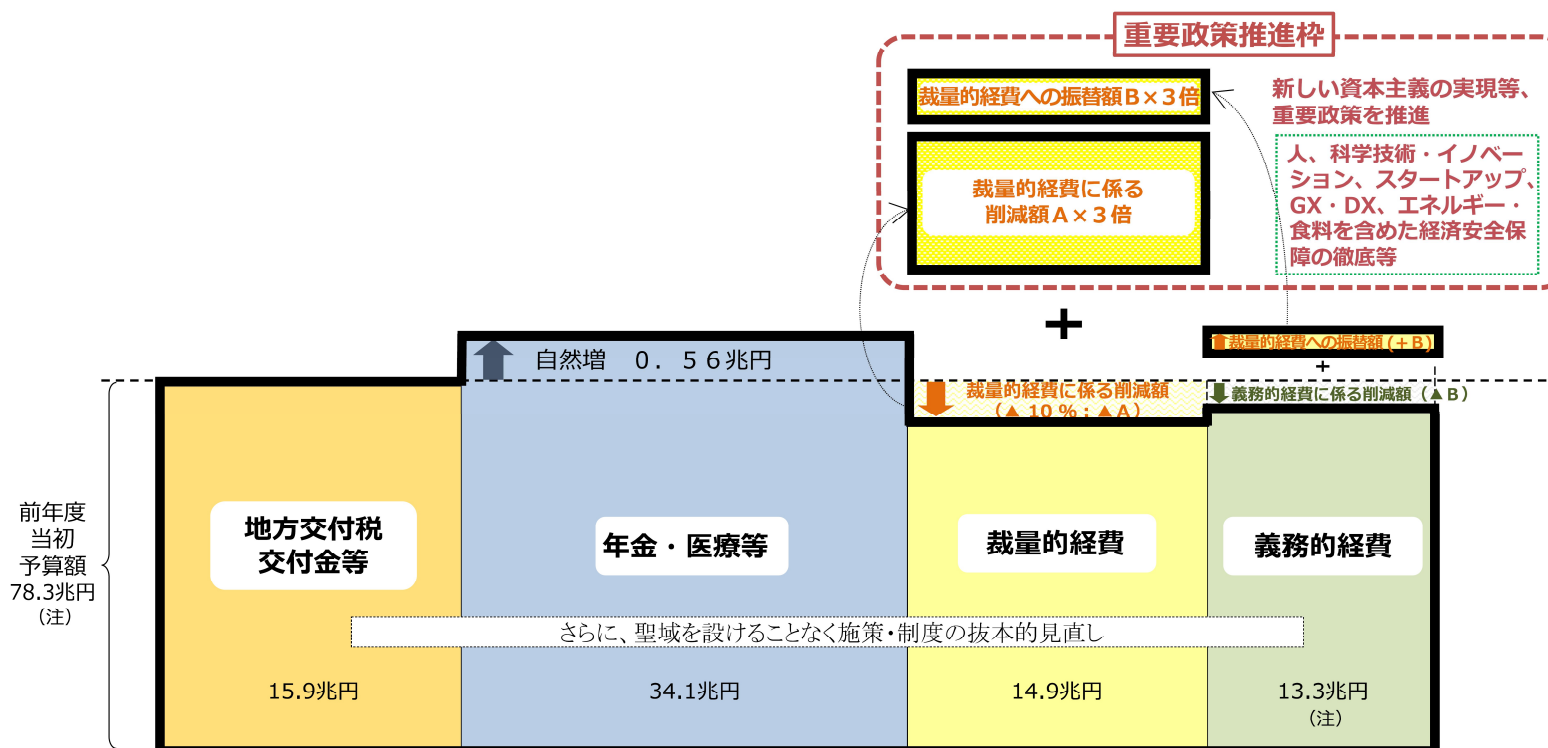 重要政策推進枠
裁量的経費への振替額B×3倍
新しい資本主義の実現等、
重要政策を推進
人、科学技術・イノベー
ション、スタートアップ、
GX・DX、エネルギー・
食料を含めた経済安全保
障の徹底等
裁量的経費に係る
削減額A×3倍
+
裁量的経費への振替額(+B)
+
自然増 0.56兆円
裁量的経費に係る削減額
(▲10%:▲A)
義務的経費に係る削減額(▲B)
前年度
当初
予算額
78.3兆円
(注)
地方交付税
交付金等
年金・医療等
裁量的経費
義務的経費
さらに、聖域を設けることなく施策・制度の抜本的見直し
15.9兆円
34.1兆円
14.9兆円
13.3兆円
(注)